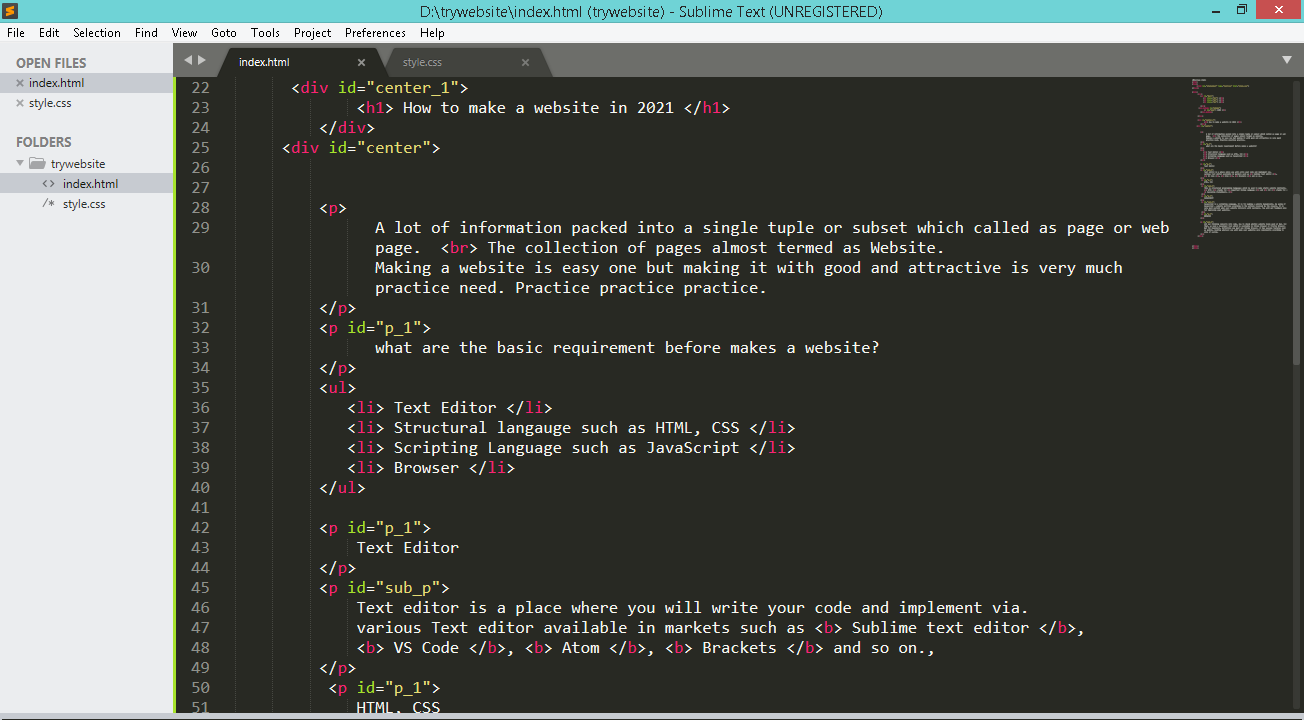 D:\trywebsite\index.html (trywebsite) - Sublime Text (UNREGISTERED)
File Edit Selection Find View Goto Tools Project Preferences Help
OPEN FILES
index.html
style.css
FOLDERS
trywebsite
<> index.html
/* style.css
index.html
style.css
22 <div id="center_1">
23 <h1> How to make a website in 2021 </h1>
24 </div>
25 <div id="center">
26
27
28 <p>
29 A lot of information packed into a single tuple or subset which called as page or web
page. <br> The collection of pages almost termed as Website.
30 Making a website is easy one but making it with good and attractive is very much
practice need. Practice practice practice.
31 </p>
32 <p id="p_1">
33 what are the basic requirement before makes a website?
34 </p>
35 <ul>
36 <li> Text Editor </li>
37 <li> Structural langauge such as HTML, CSS </li>
38 <li> Scripting Language such as JavaScript </li>
39 <li> Browser </li>
40 </ul>
41
42 <p id="p_1">
43 Text Editor
44 </p>
45 <p id="sub_p">
46 Text editor is a place where you will write your code and implement via.
47 various Text editor available in markets such as <b> Sublime text editor </b>,
48 <b> VS Code </b>, <b> Atom </b>, <b> Brackets </b> and so on.,
49 </p>
50 <p id="p_1">
51 HTML, CSS